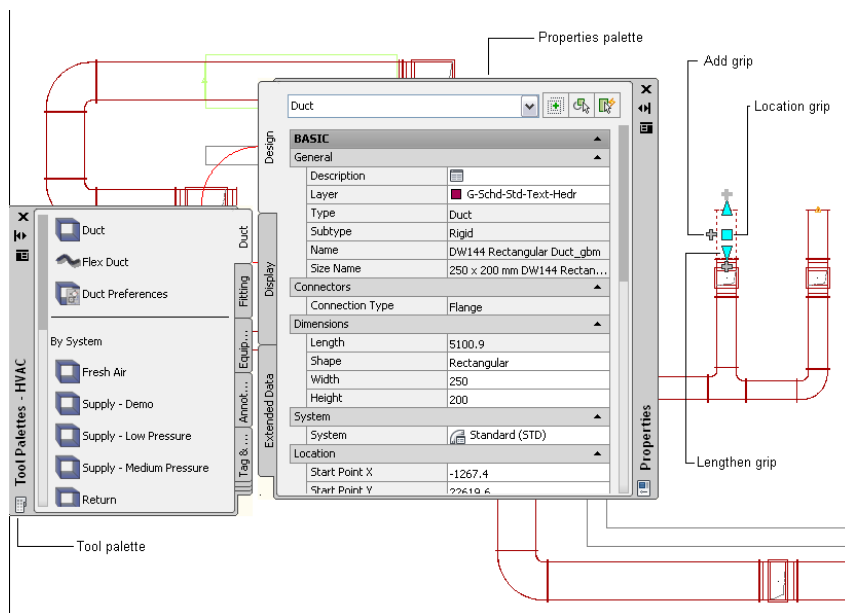 Properties palette
Add grip
Location grip
Duct
Design
BASIC
General
Description
Layer G-Schd-Std-Text-Hedr
Type Duct
Subtype Rigid
Name DW144 Rectangular Duct_gbm
Size Name 250 x 200 mm DW144 Rectan...
Connectors
Connection Type Flange
Dimensions
Length 5100.9
Shape Rectangular
Width 250
Height 200
System
System Standard (STD)
Location
Start Point X -1267.4
Start Point Y 22619.6
Display
Extended Data
Properties
Duct
Flex Duct
Duct Preferences
By System
Fresh Air
Supply - Demo
Supply - Low Pressure
Supply - Medium Pressure
Return
Duct
Fitting
Equip...
Annot...
Tag & ...
Tool Palettes - HVAC
Lengthen grip
Tool palette